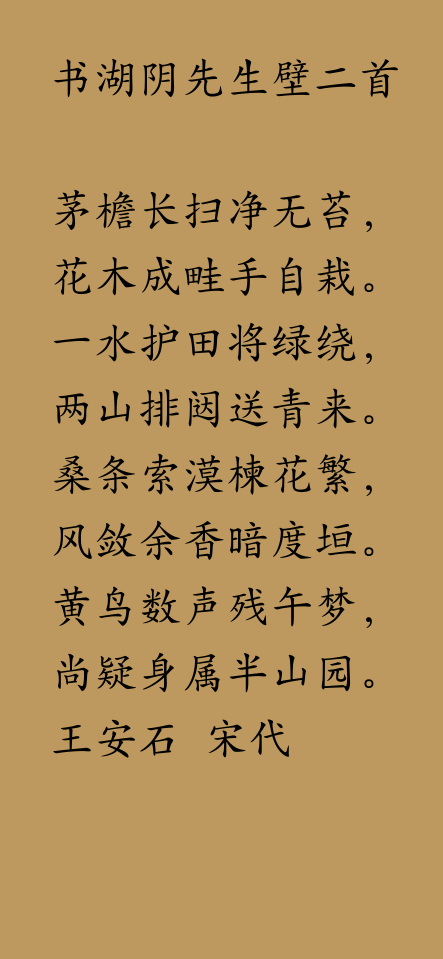 书湖阴先生壁二首
茅檐长扫净无苔，
花木成畦手自栽。
一水护田将绿绕，
两山排闼送青来。
桑条索漠楝花繁，
风敛余香暗度垣。
黄鸟数声残午梦，
尚疑身属半山园。
王安石 宋代